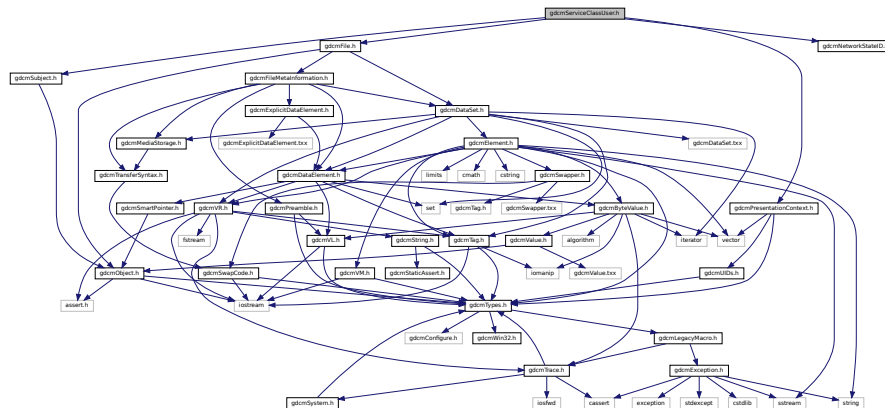 gdcmServiceClassUser.h
gdcmFile.h
gdcmNetworkStateID.
gdcmSubject.h
gdcmFileMetaInformation.h
gdcmExplicitDataElement.h
gdcmDataSet.h
gdcmMediaStorage.h
gdcmExplicitDataElement.txx
gdcmElement.h
gdcmDataSet.txx
gdcmTransferSyntax.h
gdcmDataElement.h
limits
cmath
cstring
gdcmSwapper.h
gdcmSmartPointer.h
gdcmVR.h
gdcmPreamble.h
set
gdcmTag.h
gdcmSwapper.txx
gdcmByteValue.h
gdcmPresentationContext.h
fstream
gdcmVL.h
gdcmString.h
gdcmTag.h
gdcmValue.h
algorithm
iterator
vector
gdcmObject.h
gdcmSwapCode.h
gdcmVM.h
gdcmStaticAssert.h
iomanip
gdcmValue.txx
gdcmUIDs.h
assert.h
iostream
gdcmTypes.h
gdcmConfigure.h
gdcmWin32.h
gdcmLegacyMacro.h
gdcmTrace.h
gdcmException.h
gdcmSystem.h
iosfwd
cassert
exception
stdexcept
cstdlib
sstream
string